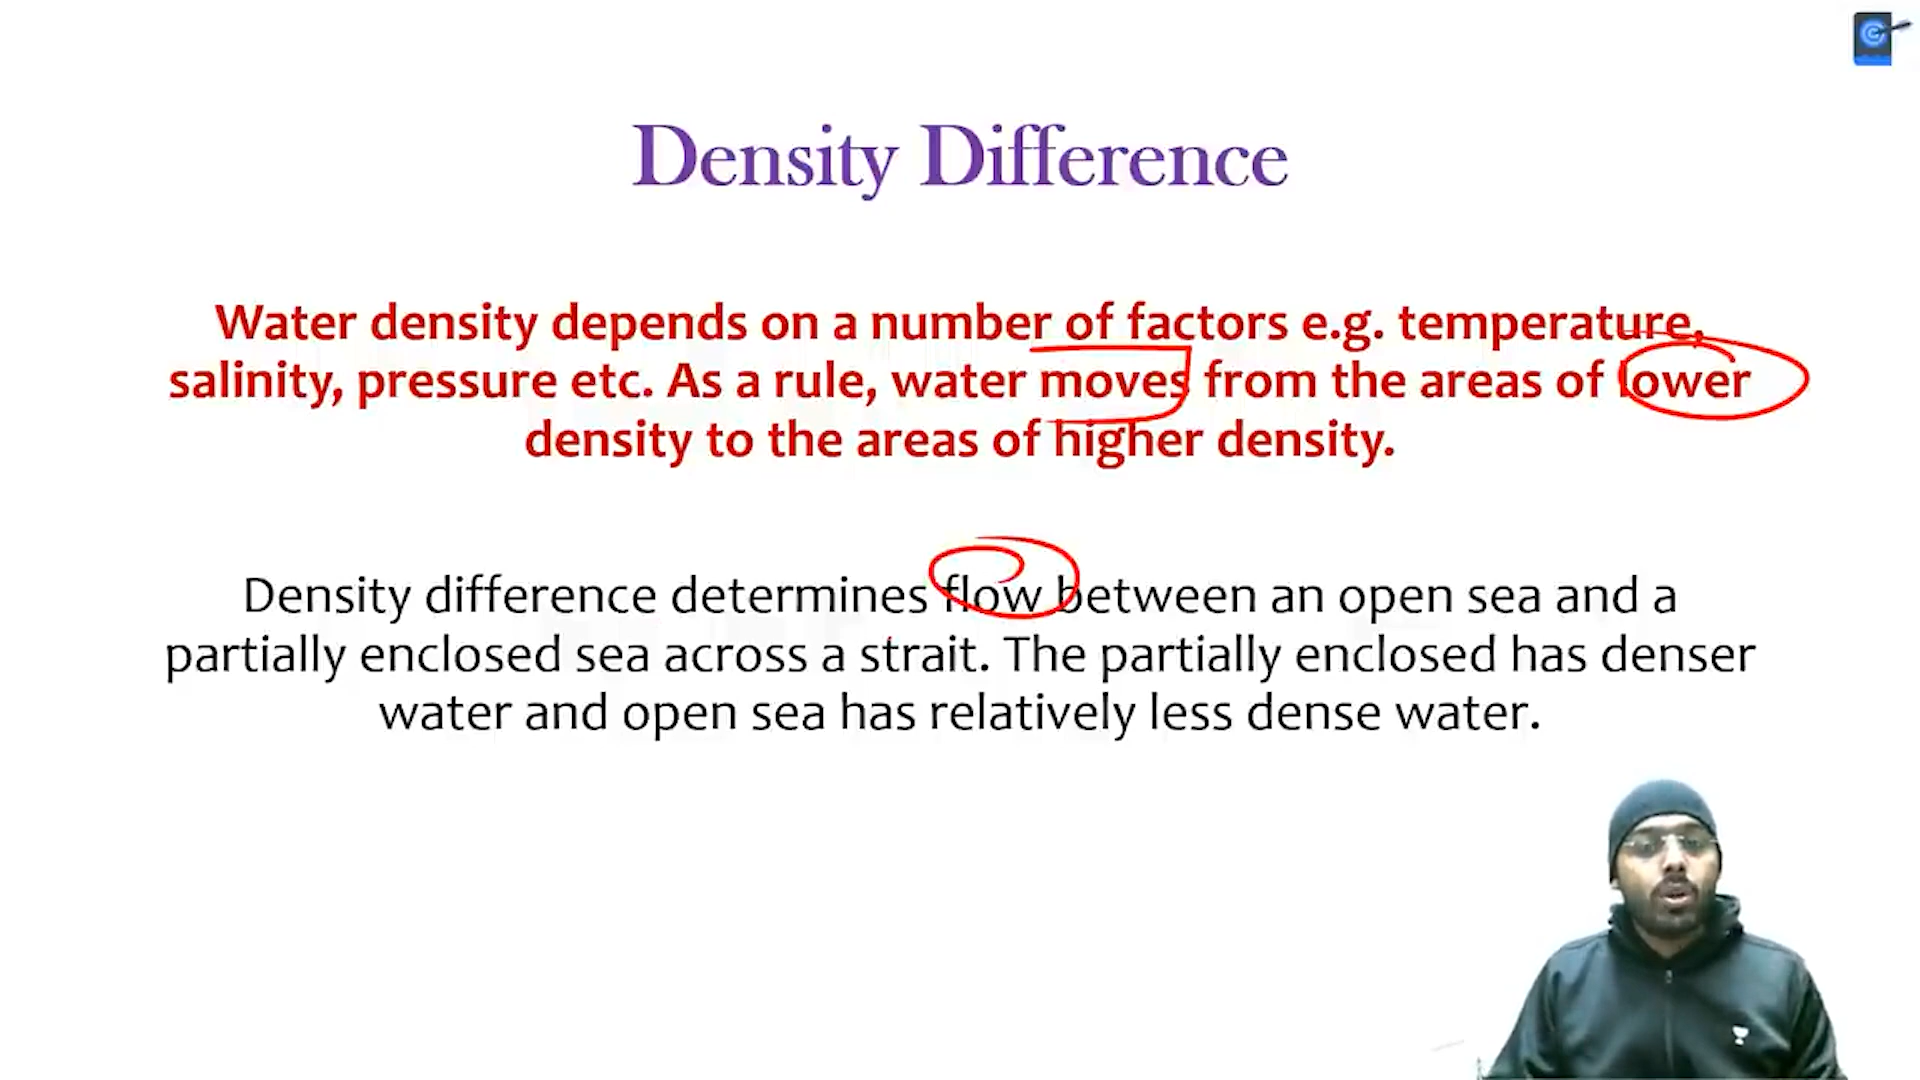 Density Difference
Water density depends on a number of factors e.g. temperature,
salinity, pressure etc. As a rule, water moves from the areas of lower
density to the areas of higher density.
Density difference determines flow between an open sea and a
partially enclosed sea across a strait. The partially enclosed has denser
water and open sea has relatively less dense water.